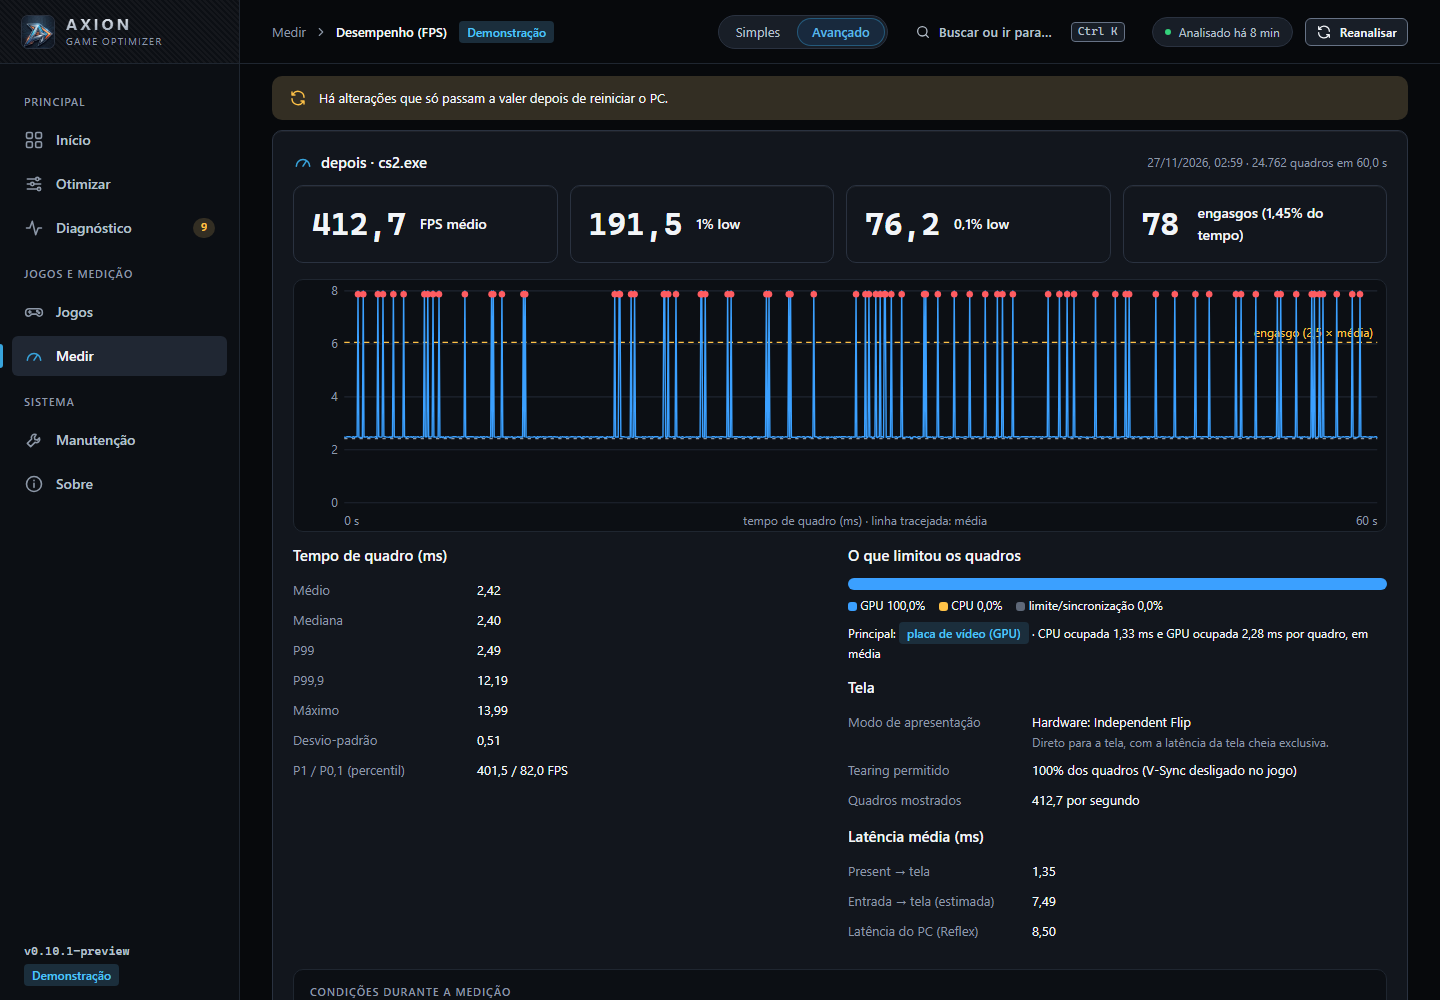 AXION
GAME OPTIMIZER
Medir > Desempenho (FPS) Demonstração
Simples Avançado
Buscar ou ir para... Ctrl K
Analisado há 8 min
Reanalisar
PRINCIPAL
Início
Otimizar
Diagnóstico 9
JOGOS E MEDIÇÃO
Jogos
Medir
SISTEMA
Manutenção
Sobre
v0.10.1-preview
Demonstração
Há alterações que só passam a valer depois de reiniciar o PC.
depois · cs2.exe
27/11/2026, 02:59 · 24.762 quadros em 60,0 s
412,7 FPS médio
191,5 1% low
76,2 0,1% low
78 engasgos (1,45% do
tempo)
8
engasgo (2,5 × média)
6
4
2
0
0 s tempo de quadro (ms) · linha tracejada: média 60 s
Tempo de quadro (ms)
Médio 2,42
Mediana 2,40
P99 2,49
P99,9 12,19
Máximo 13,99
Desvio-padrão 0,51
P1 / P0,1 (percentil) 401,5 / 82,0 FPS
O que limitou os quadros
GPU 100,0% CPU 0,0% limite/sincronização 0,0%
Principal: placa de vídeo (GPU) · CPU ocupada 1,33 ms e GPU ocupada 2,28 ms por quadro, em
média
Tela
Modo de apresentação Hardware: Independent Flip
Direto para a tela, com a latência da tela cheia exclusiva.
Tearing permitido 100% dos quadros (V-Sync desligado no jogo)
Quadros mostrados 412,7 por segundo
Latência média (ms)
Present → tela 1,35
Entrada → tela (estimada) 7,49
Latência do PC (Reflex) 8,50
CONDIÇÕES DURANTE A MEDIÇÃO